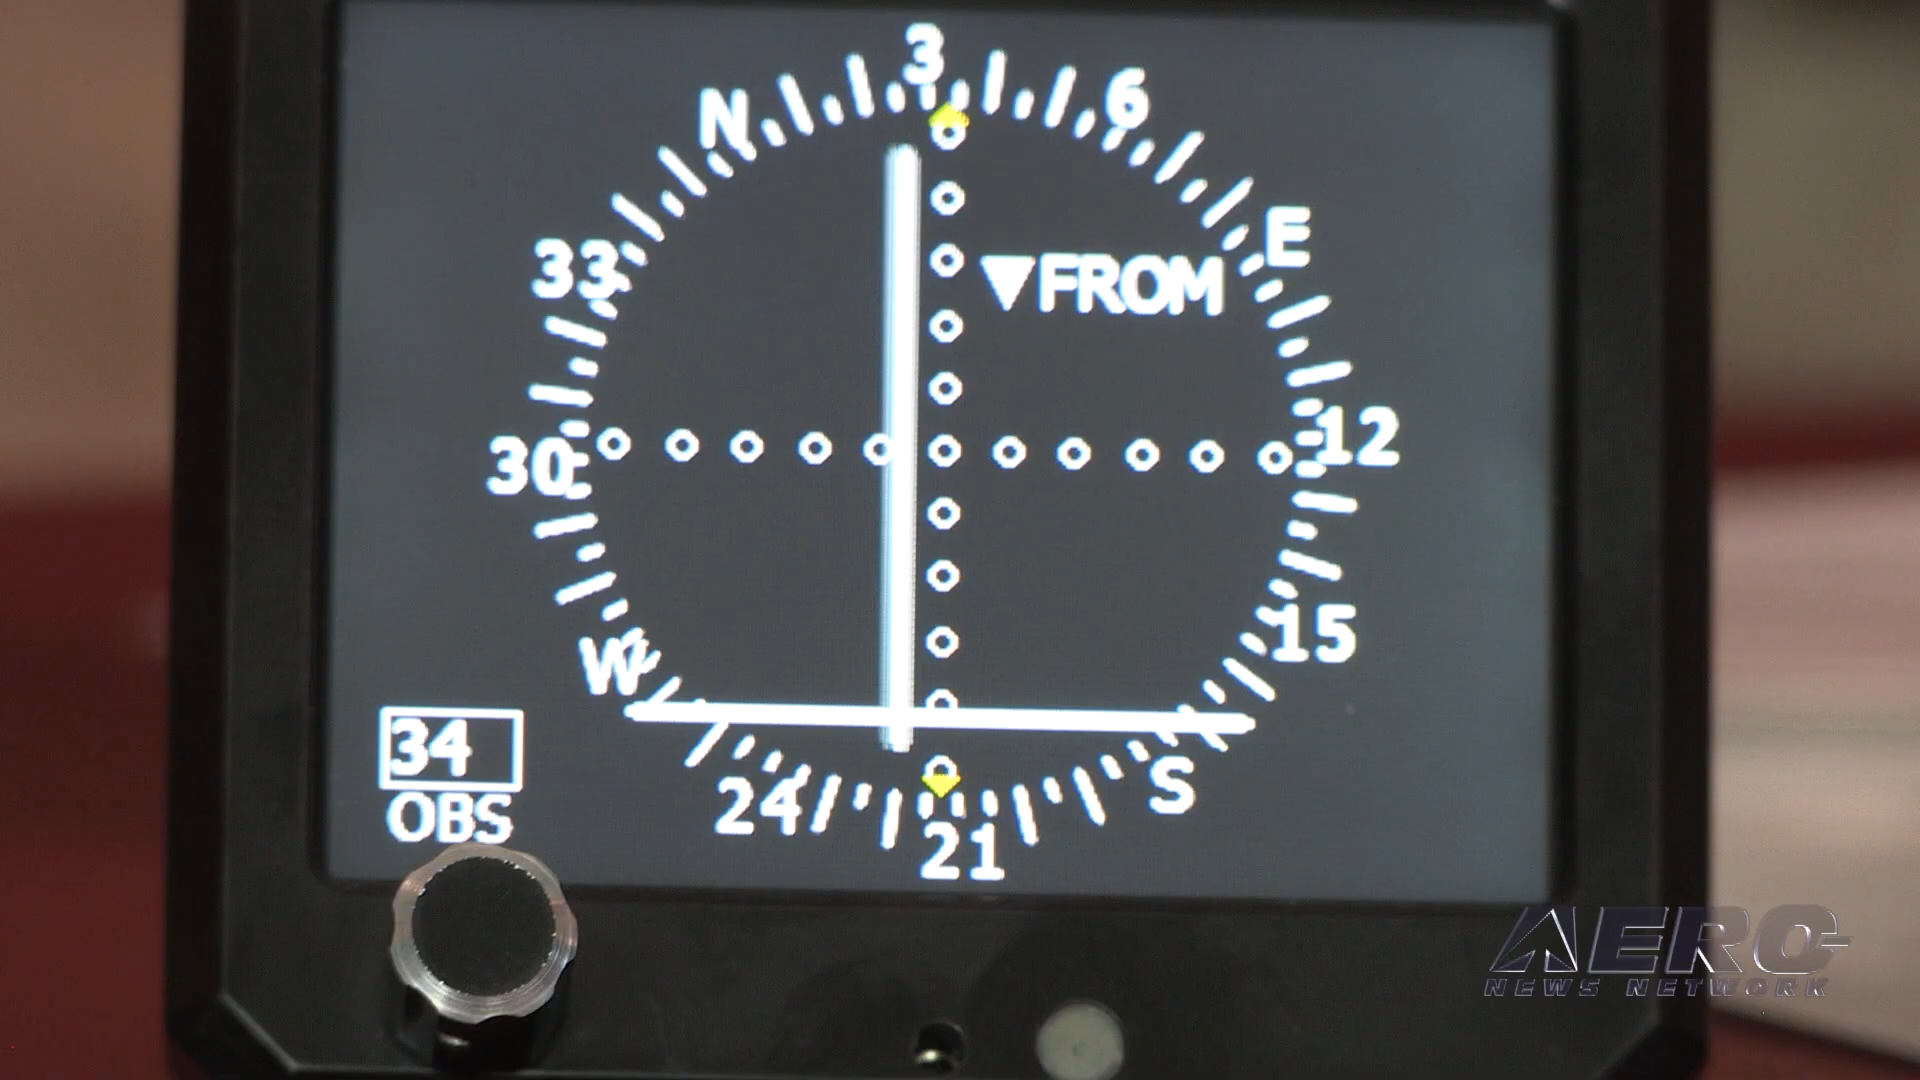 3
N 6
33 ▼FROM E
30 12
W 15
34
OBS
24 21 S
AERO
NEWS NETWORK